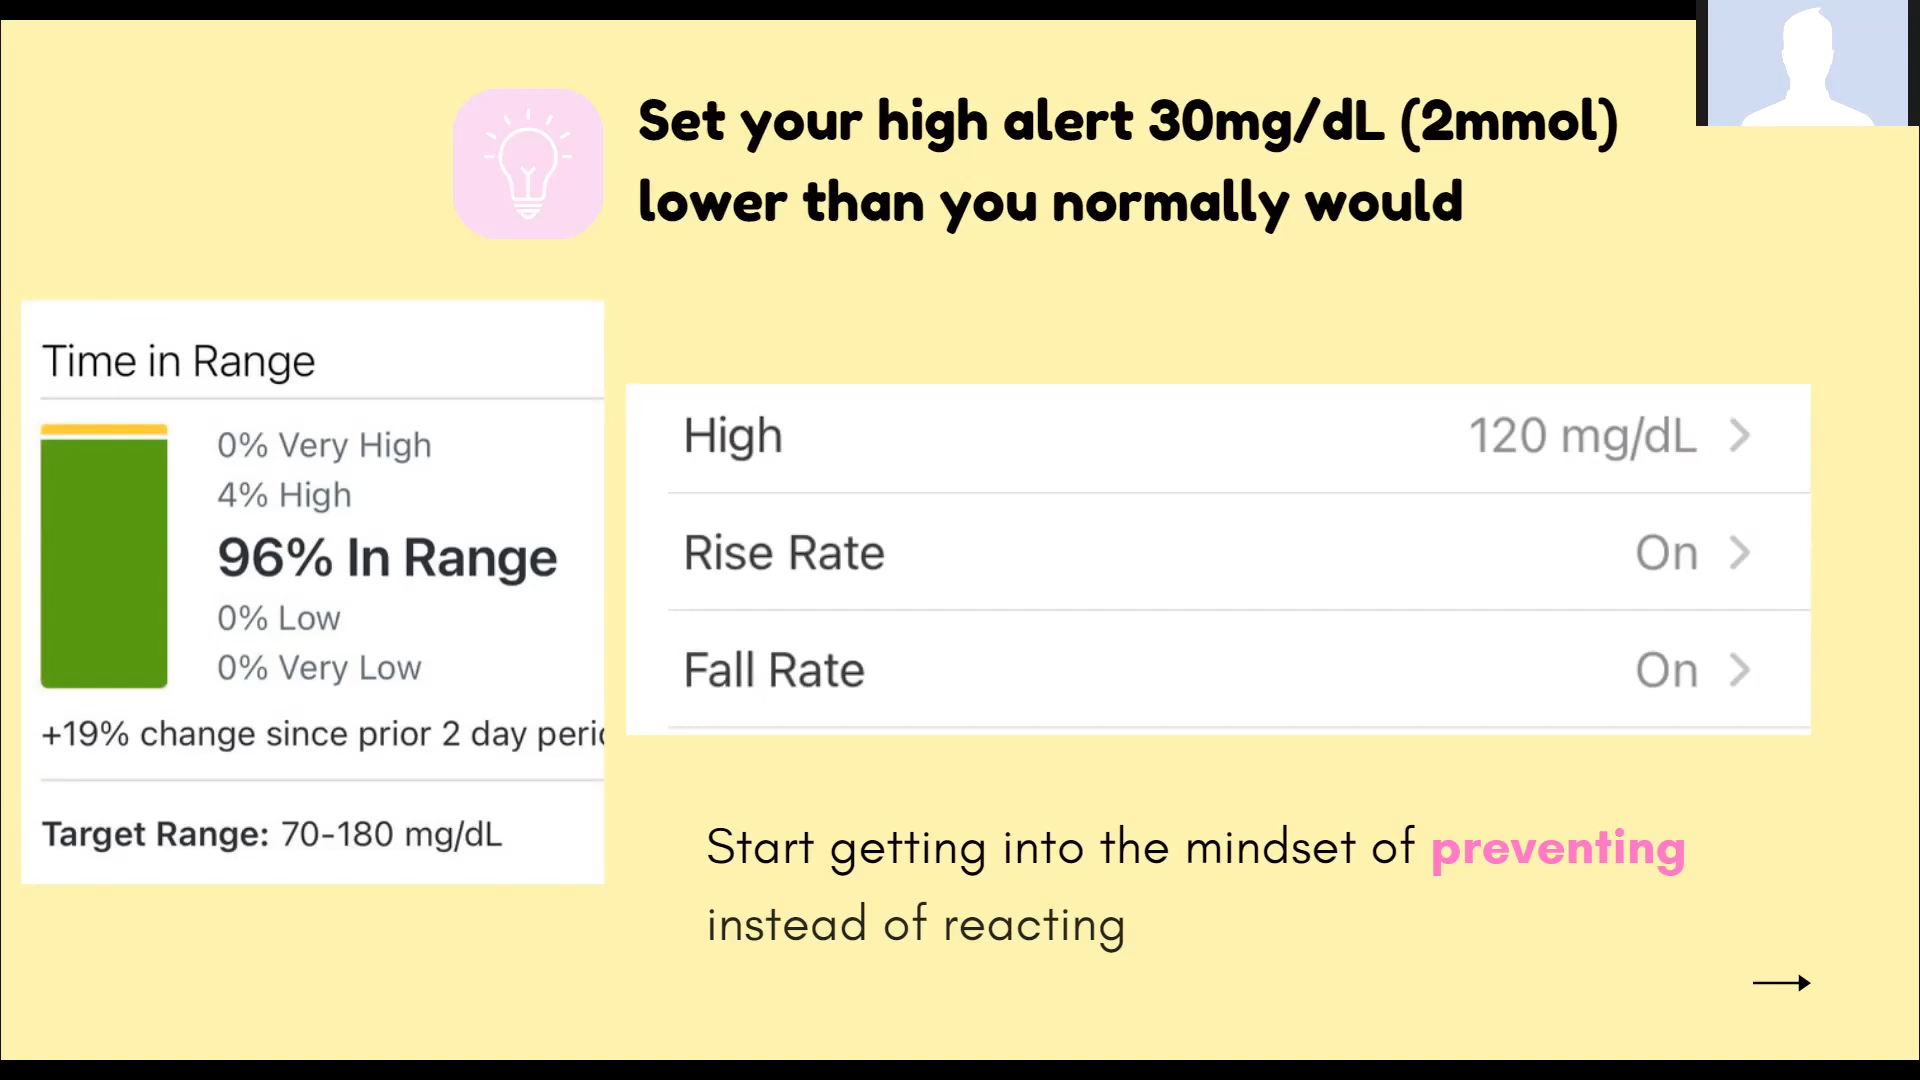 Set your high alert 30mg/dL (2mmol)
lower than you normally would
Time in Range
0% Very High
4% High
96% In Range
0% Low
0% Very Low
+19% change since prior 2 day
Target Range: 70-180 mg/dL
High 120 mg/dL
Rise Rate On
Fall Rate On
Start getting into the mindset of preventing
instead of reacting